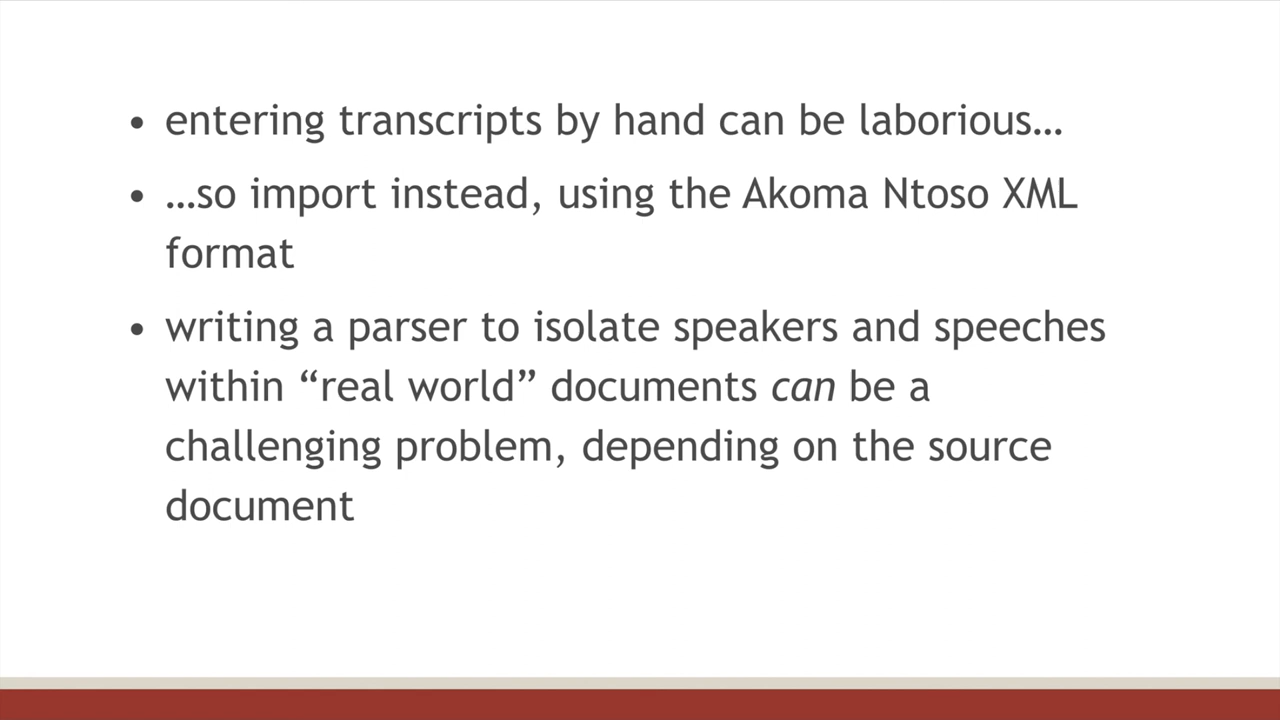 • entering transcripts by hand can be laborious…
• …so import instead, using the Akoma Ntoso XML
format
• writing a parser to isolate speakers and speeches
within “real world” documents can be a
challenging problem, depending on the source
document